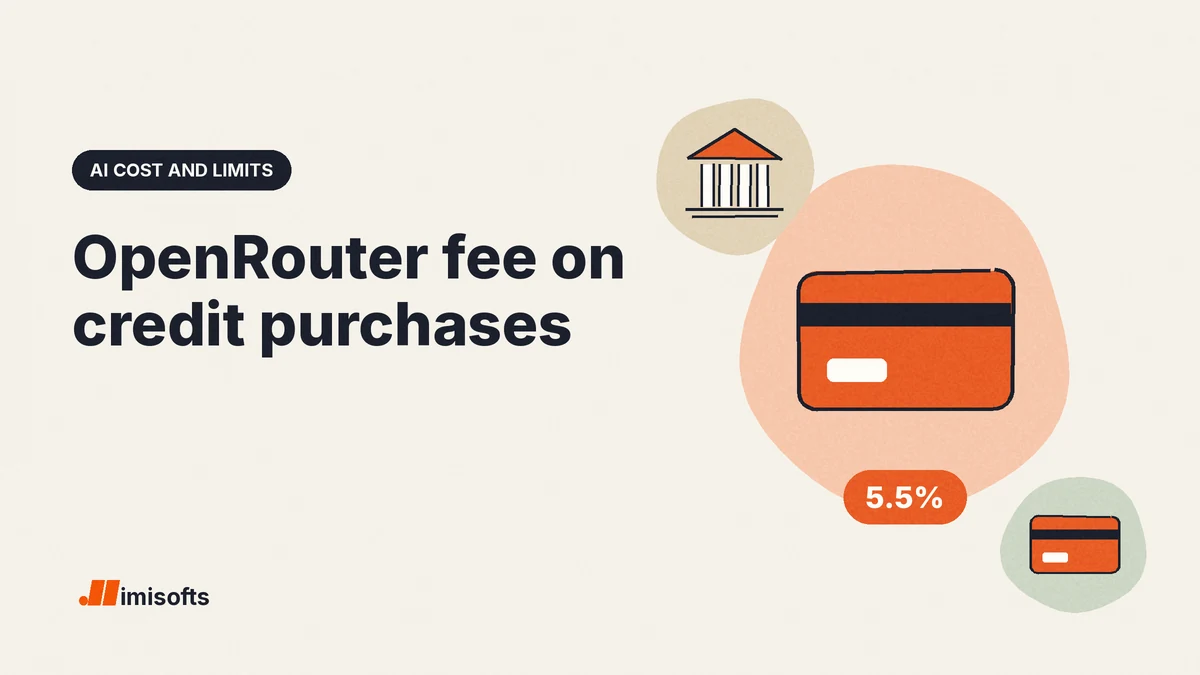 AI COST AND LIMITS
OpenRouter fee on
credit purchases
5.5%
imisofts